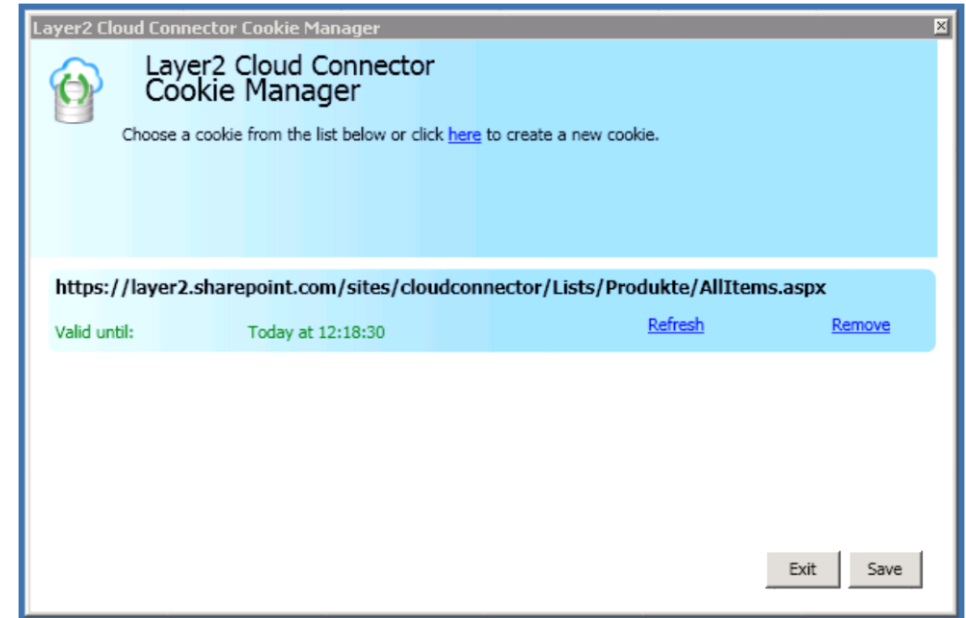 Layer2 Cloud Connector Cookie Manager
Layer2 Cloud Connector
Cookie Manager
Choose a cookie from the list below or click here to create a new cookie.
https://layer2.sharepoint.com/sites/cloudconnector/Lists/Produkte/AllItems.aspx
Valid until: Today at 12:18:30 Refresh Remove
Exit Save